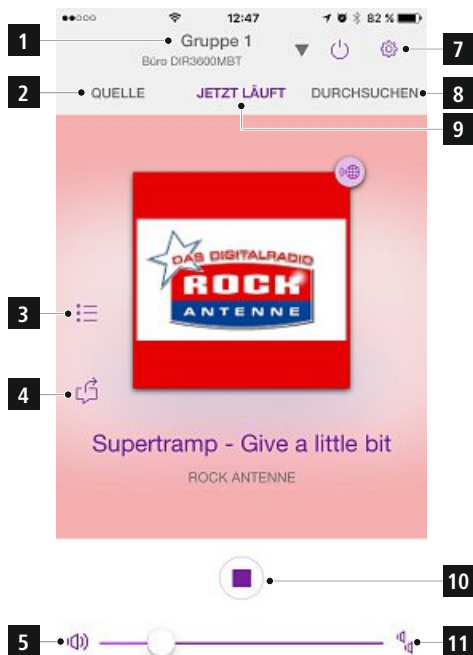 12:47
82 %
1
Gruppe 1
7
Büro DIR3600MBT
2
QUELLE
JETZT LÄUFT
DURCHSUCHEN
8
9
DAS DIGITALRADIO
ROCK
ANTENNE
3
4
Supertramp - Give a little bit
ROCK ANTENNE
10
5
11